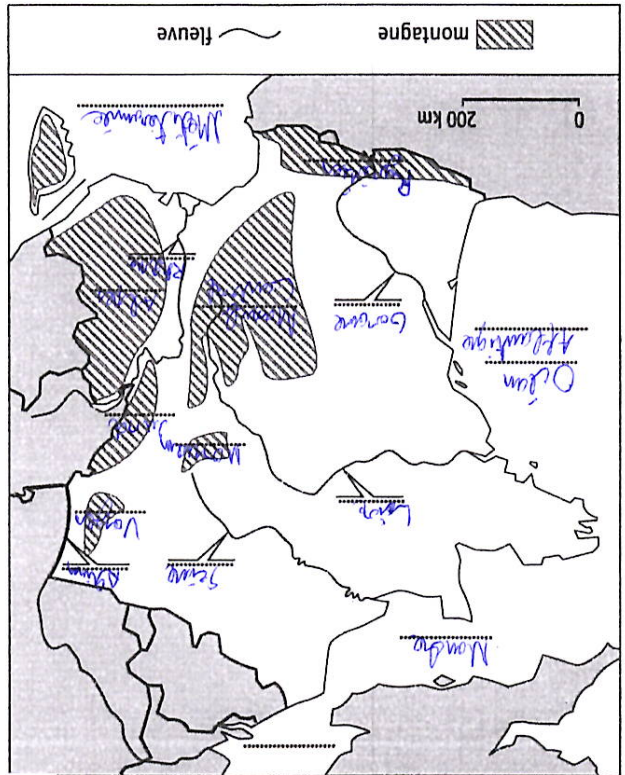 Manche
Seine
Rhin
Vosges
Loire
Morvan
Jura
Océan
Atlantique
Garonne
Massif
Central
Alpes
Rhône
Méditerranée
0 200 km
montagne
fleuve